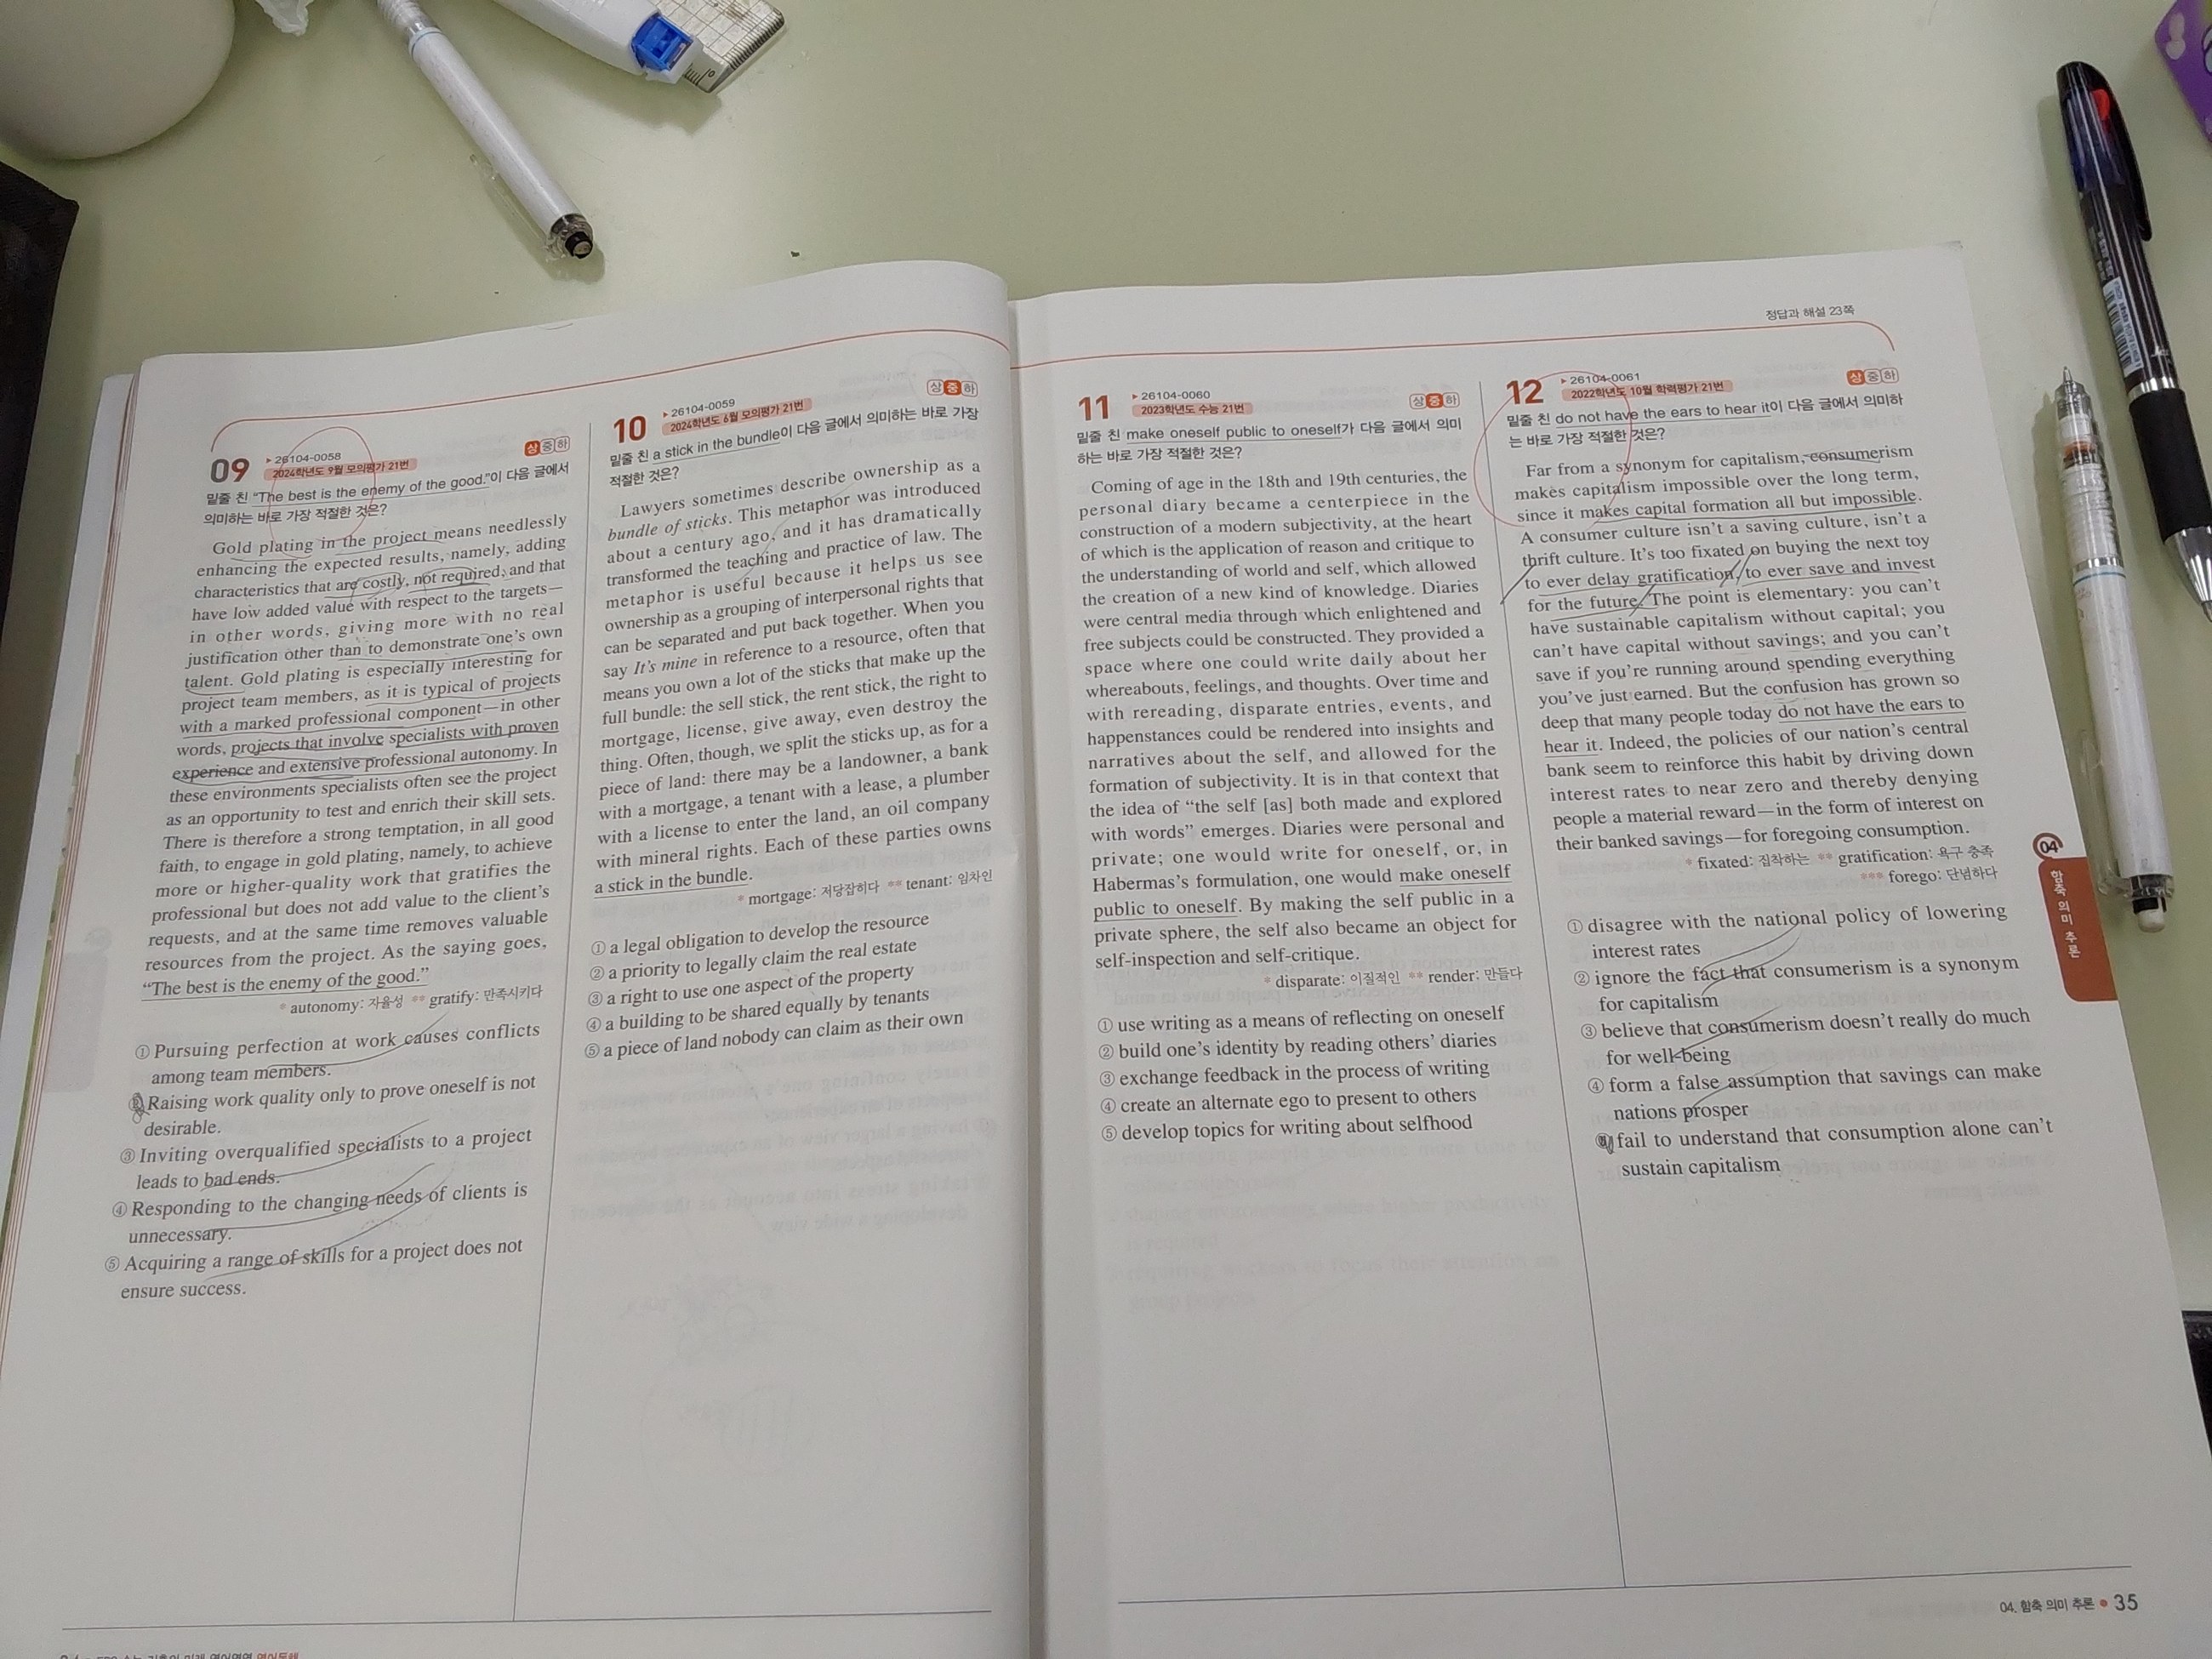 09
▸ 26104-0058
2024학년도 9월 모의평가 21번
상 중 하
밑줄 친 “The best is the enemy of the good.”이 다음 글에서
의미하는 바로 가장 적절한 것은?
Gold plating in the project means needlessly
enhancing the expected results, namely, adding
characteristics that are costly, not required, and that
have low added value with respect to the targets—
in other words, giving more with no real
justification other than to demonstrate one’s own
talent. Gold plating is especially interesting for
project team members, as it is typical of projects
with a marked professional component—in other
words, projects that involve specialists with proven
experience and extensive professional autonomy. In
these environments specialists often see the project
as an opportunity to test and enrich their skill sets.
There is therefore a strong temptation, in all good
faith, to engage in gold plating, namely, to achieve
more or higher-quality work that gratifies the
professional but does not add value to the client’s
requests, and at the same time removes valuable
resources from the project. As the saying goes,
“The best is the enemy of the good.”
* autonomy: 자율성 ** gratify: 만족시키다
① Pursuing perfection at work causes conflicts
among team members.
② Raising work quality only to prove oneself is not
desirable.
③ Inviting overqualified specialists to a project
leads to bad ends.
④ Responding to the changing needs of clients is
unnecessary.
⑤ Acquiring a range of skills for a project does not
ensure success.
10
▸ 26104-0059
2024학년도 6월 모의평가 21번
상 중 하
밑줄 친 a stick in the bundle이 다음 글에서 의미하는 바로 가장
적절한 것은?
Lawyers sometimes describe ownership as a
bundle of sticks. This metaphor was introduced
about a century ago, and it has dramatically
transformed the teaching and practice of law. The
metaphor is useful because it helps us see
ownership as a grouping of interpersonal rights that
can be separated and put back together. When you
say It’s mine in reference to a resource, often that
means you own a lot of the sticks that make up the
full bundle: the sell stick, the rent stick, the right to
mortgage, license, give away, even destroy the
thing. Often, though, we split the sticks up, as for a
piece of land: there may be a landowner, a bank
with a mortgage, a tenant with a lease, a plumber
with a license to enter the land, an oil company
with mineral rights. Each of these parties owns
a stick in the bundle.
* mortgage: 저당잡히다 ** tenant: 임차인
① a legal obligation to develop the resource
② a priority to legally claim the real estate
③ a right to use one aspect of the property
④ a building to be shared equally by tenants
⑤ a piece of land nobody can claim as their own
정답과 해설 23쪽
11
▸ 26104-0060
2023학년도 수능 21번
상 중 하
밑줄 친 make oneself public to oneself가 다음 글에서 의미
하는 바로 가장 적절한 것은?
Coming of age in the 18th and 19th centuries, the
personal diary became a centerpiece in the
construction of a modern subjectivity, at the heart
of which is the application of reason and critique to
the understanding of world and self, which allowed
the creation of a new kind of knowledge. Diaries
were central media through which enlightened and
free subjects could be constructed. They provided a
space where one could write daily about her
whereabouts, feelings, and thoughts. Over time and
with rereading, disparate entries, events, and
happenstances could be rendered into insights and
narratives about the self, and allowed for the
formation of subjectivity. It is in that context that
the idea of “the self [as] both made and explored
with words” emerges. Diaries were personal and
private; one would write for oneself, or, in
Habermas’s formulation, one would make oneself
public to oneself. By making the self public in a
private sphere, the self also became an object for
self-inspection and self-critique.
* disparate: 이질적인 ** render: 만들다
① use writing as a means of reflecting on oneself
② build one’s identity by reading others’ diaries
③ exchange feedback in the process of writing
④ create an alternate ego to present to others
⑤ develop topics for writing about selfhood
12
▸ 26104-0061
2022학년도 10월 학력평가 21번
상 중 하
밑줄 친 do not have the ears to hear it이 다음 글에서 의미하
는 바로 가장 적절한 것은?
Far from a synonym for capitalism, consumerism
makes capitalism impossible over the long term,
since it makes capital formation all but impossible.
A consumer culture isn’t a saving culture, isn’t a
thrift culture. It’s too fixated on buying the next toy
to ever delay gratification, to ever save and invest
for the future. The point is elementary: you can’t
have sustainable capitalism without capital; you
can’t have capital without savings; and you can’t
save if you’re running around spending everything
you’ve just earned. But the confusion has grown so
deep that many people today do not have the ears to
hear it. Indeed, the policies of our nation’s central
bank seem to reinforce this habit by driving down
interest rates to near zero and thereby denying
people a material reward—in the form of interest on
their banked savings—for foregoing consumption.
* fixated: 집착하는 ** gratification: 욕구 충족
*** forego: 단념하다
① disagree with the national policy of lowering
interest rates
② ignore the fact that consumerism is a synonym
for capitalism
③ believe that consumerism doesn’t really do much
for well-being
④ form a false assumption that savings can make
nations prosper
⑤ fail to understand that consumption alone can’t
sustain capitalism
04
함축 의미 추론
04. 함축 의미 추론 • 35